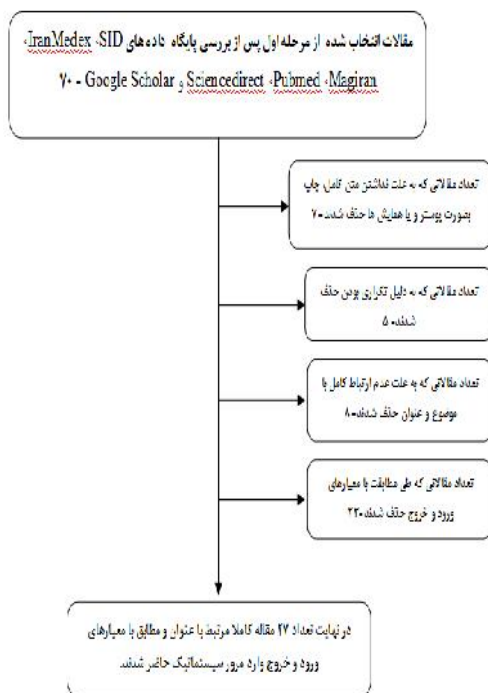 مقالات انتخاب شده از مرحله اول پس از بررسی پایگاه داده های SID، IranMedex،
Magiran، Pubmed، Sciencedirect و Google Scholar - ۷۰
تعداد مقالاتی که به علت نداشتن متن کامل، چاپ
بصورت پوستر و یا همایش ها حذف شدند- ۷
تعداد مقالاتی که به دلیل تکراری بودن حذف
شدند- ۵
تعداد مقالاتی که به علت عدم ارتباط کامل با
موضوع و عنوان حذف شدند- ۸
تعداد مقالاتی که طی مطابقت با معیارهای
ورود و خروج حذف شدند-
در نهایت تعداد ۲۷ مقاله کاملا مرتبط با عنوان و مطابق با معیارهای
ورود و خروج وارد مرور سیستماتیک حاضر شدند.